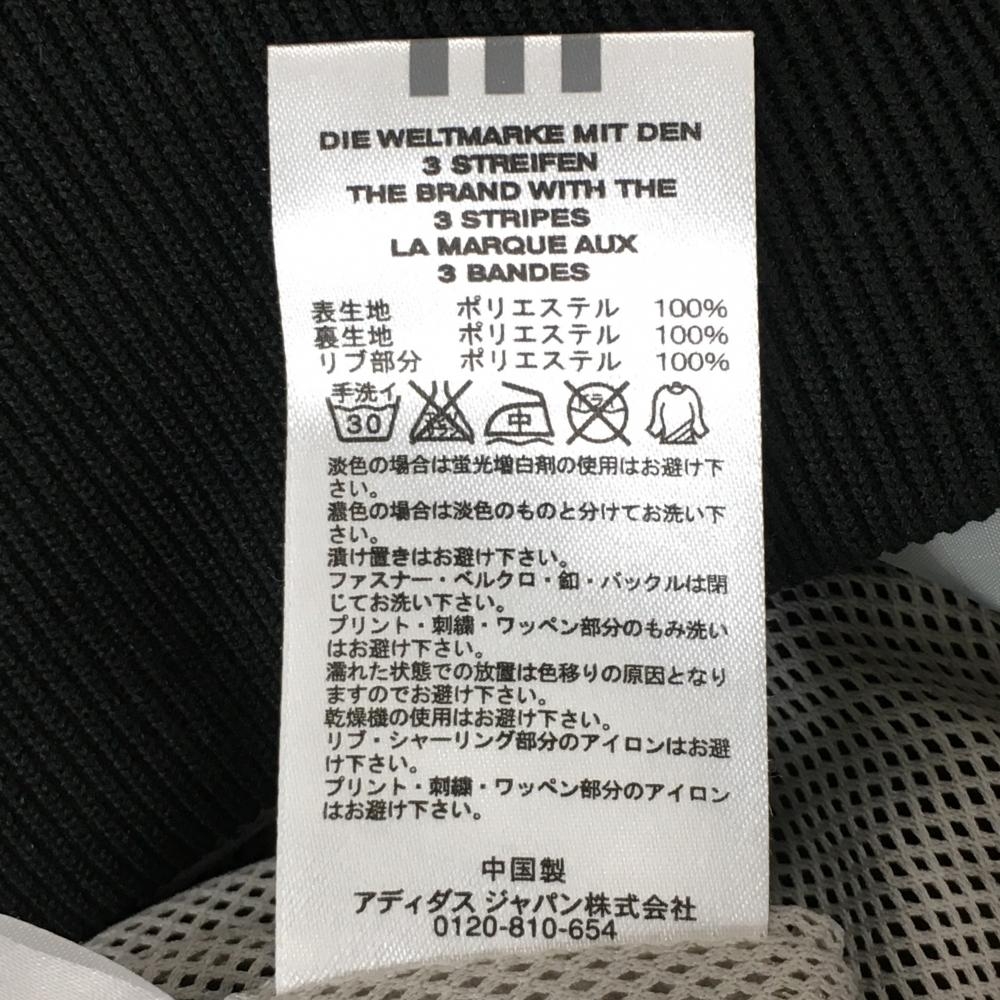 DIE WELTMARKE MIT DEN
3 STREIFEN
THE BRAND WITH THE
3 STRIPES
LA MARQUE AUX
3 BANDES
表生地 ポリエステル 100%
裏生地 ポリエステル 100%
リブ部分 ポリエステル 100%
手洗イ
30 中 ドライ
淡色の場合は蛍光増白剤の使用はお避け下
さい。
濃色の場合は淡色のものと分けてお洗い下
さい。
漬け置きはお避け下さい。
ファスナー・ベルクロ・釦・バックルは閉
じてお洗い下さい。
プリント・刺繍・ワッペン部分のもみ洗い
はお避け下さい。
濡れた状態での放置は色移りの原因となり
ますのでお避け下さい。
乾燥機の使用はお避け下さい。
リブ・シャーリング部分のアイロンはお避
け下さい。
プリント・刺繍・ワッペン部分のアイロン
はお避け下さい。
中国製
アディダス ジャパン株式会社
0120-810-654